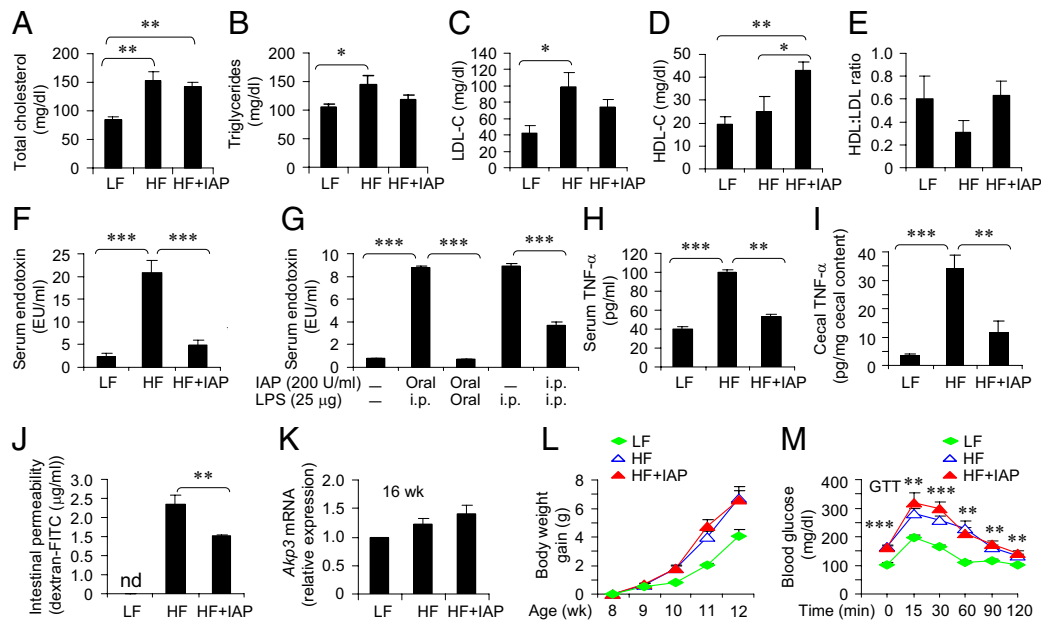 A
Total cholesterol
(mg/dl)
200
150
100
50
0
**
**
LF HF HF+IAP
B
Triglycerides
(mg/dl)
200
150
100
50
0
*
LF HF HF+IAP
C
LDL-C (mg/dl)
140
120
100
80
60
40
20
0
*
LF HF HF+IAP
D
HDL-C (mg/dl)
60
40
20
0
**
*
LF HF HF+IAP
E
HDL:LDL ratio
1.0
0.8
0.6
0.4
0.2
0
LF HF HF+IAP
F
Serum endotoxin
(EU/ml)
25
20
15
10
5
0
*** ***
LF HF HF+IAP
G
Serum endotoxin
(EU/ml)
10
8
6
4
2
0
*** *** ***
IAP (200 U/ml) — Oral Oral — i.p.
LPS (25 µg) — i.p. Oral i.p. i.p.
H
Serum TNF-α
(pg/ml)
140
120
100
80
60
40
20
0
*** **
LF HF HF+IAP
I
Cecal TNF-α
(pg/mg cecal content)
40
30
20
10
0
*** **
LF HF HF+IAP
J
Intestinal permeability
(dextran-FITC (µg/ml))
3.0
2.5
2.0
1.5
1.0
0
nd
**
LF HF HF+IAP
K
Akp3 mRNA
(relative expression)
2.0
1.5
1.0
0.5
0
16 wk
LF HF HF+IAP
L
LF
HF
HF+IAP
Body weight
gain (g)
8
6
4
2
0
Age (wk) 8 9 10 11 12
M
LF
HF
HF+IAP
Blood glucose
(mg/dl)
400
300
200
100
0
GTT
*** ** *** ** ** **
Time (min) 0 15 30 60 90 120